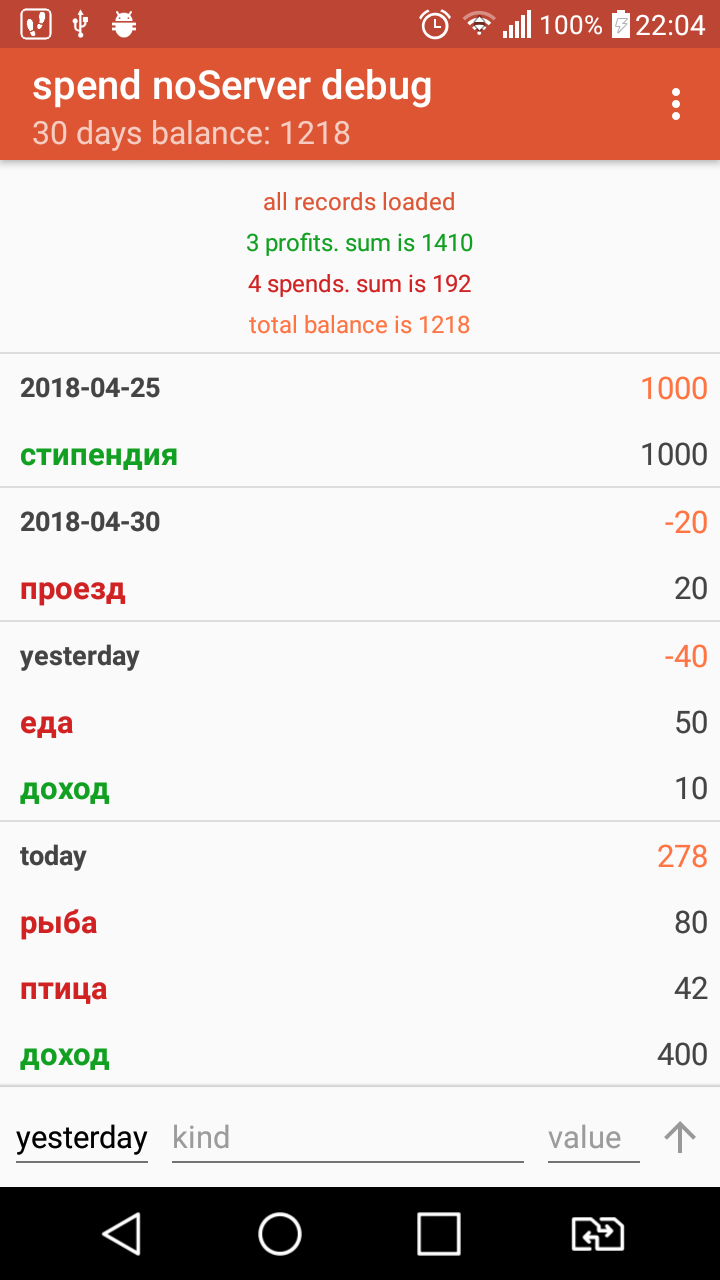 100% 22:04
spend noServer debug
30 days balance: 1218
all records loaded
3 profits. sum is 1410
4 spends. sum is 192
total balance is 1218
2018-04-25 1000
стипендия 1000
2018-04-30 -20
проезд 20
yesterday -40
еда 50
доход 10
today 278
рыба 80
птица 42
доход 400
yesterday kind value